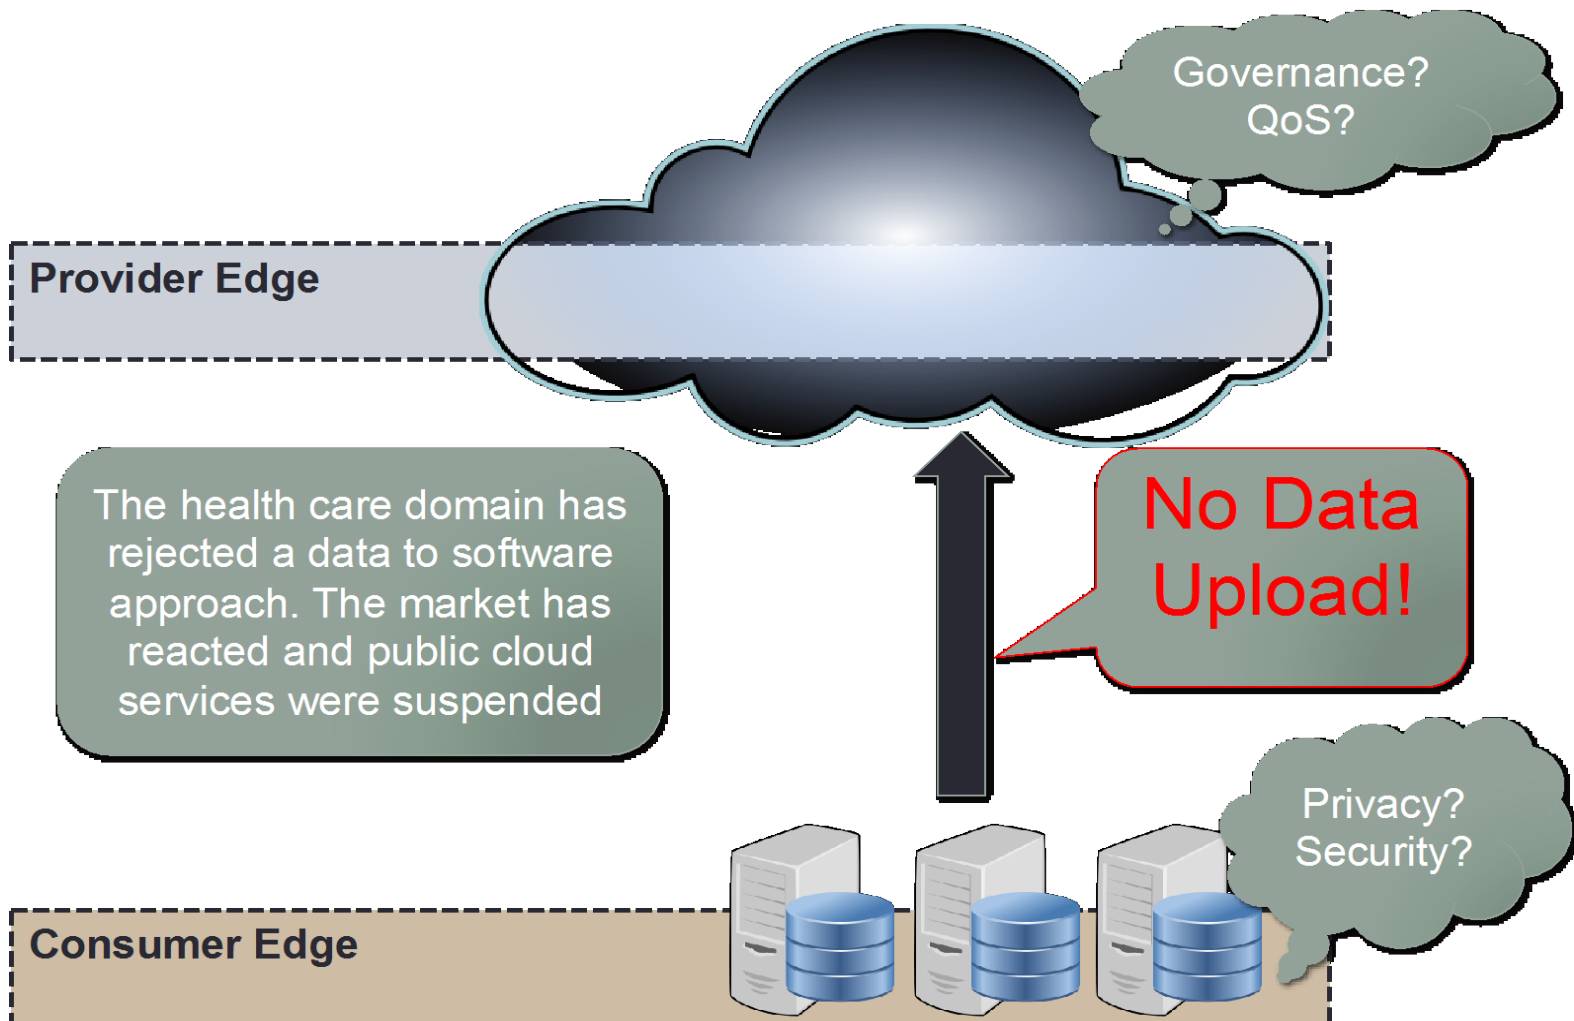 Governance?
QoS?
Provider Edge
The health care domain has
rejected a data to software
approach. The market has
reacted and public cloud
services were suspended
No Data
Upload!
Privacy?
Security?
Consumer Edge